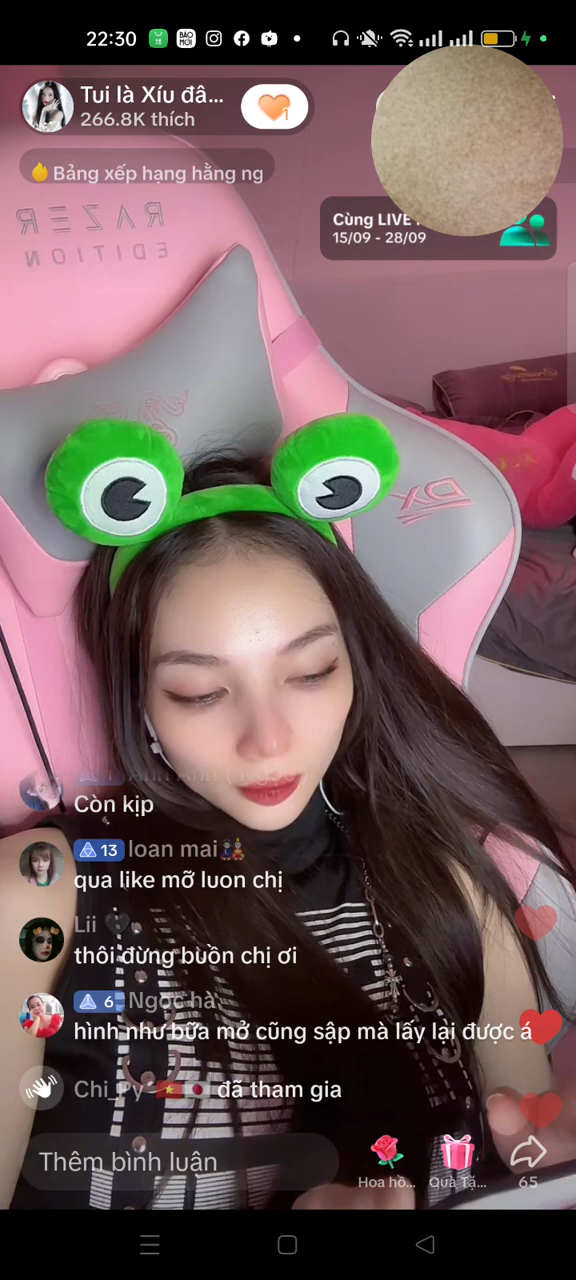 22:30
BÁO MỚI
Tui là Xíu đâ...
266.8K thích
1
Bảng xếp hạng hằng ng
Cùng LIVE
15/09 - 28/09
RAZER
EDITION
DX
Còn kịp
13 loan mai
qua like mỡ luon chị
Lii
thôi đừng buồn chị ơi
6 Ngọc hà
hình như bữa mở cũng sập mà lấy lại được á
Chi_Py đã tham gia
Thêm bình luận
Hoa hồ...
Quà Tặ...
65